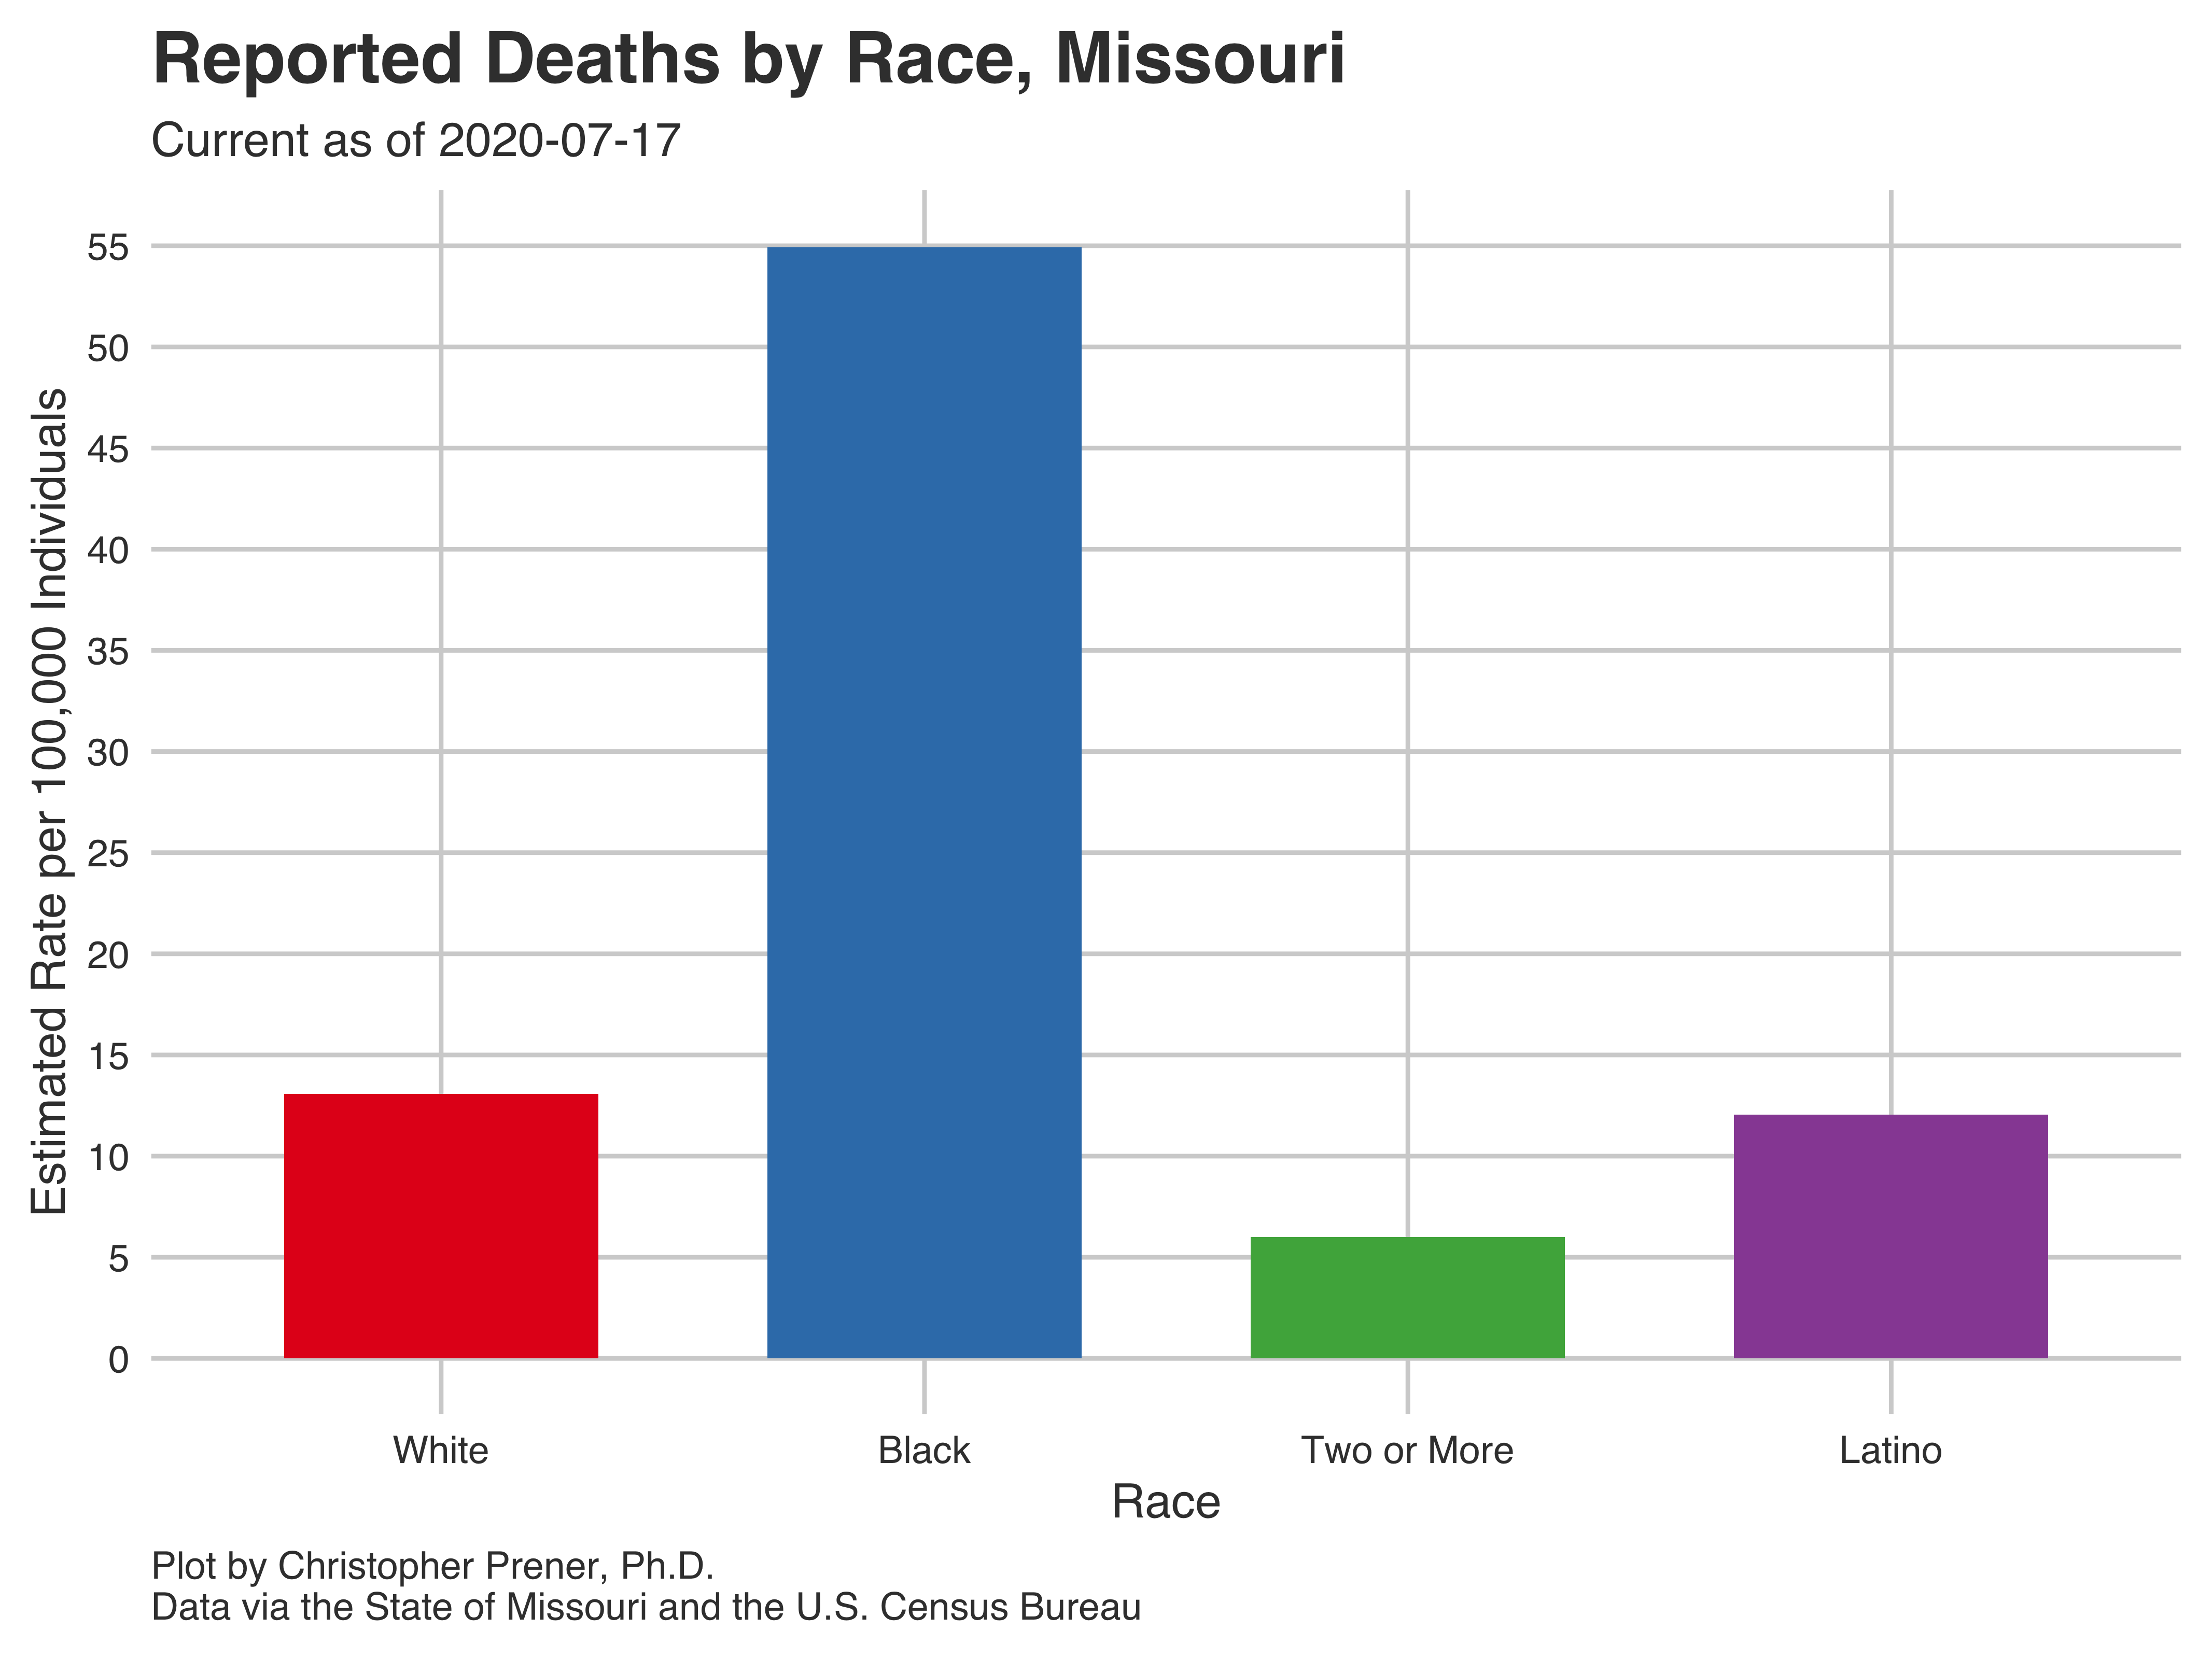 Reported Deaths by Race, Missouri
Current as of 2020-07-17
Estimated Rate per 100,000 Individuals
55
50
45
40
35
30
25
20
15
10
5
0
White Black Two or More Latino
Race
Plot by Christopher Prener, Ph.D.
Data via the State of Missouri and the U.S. Census Bureau